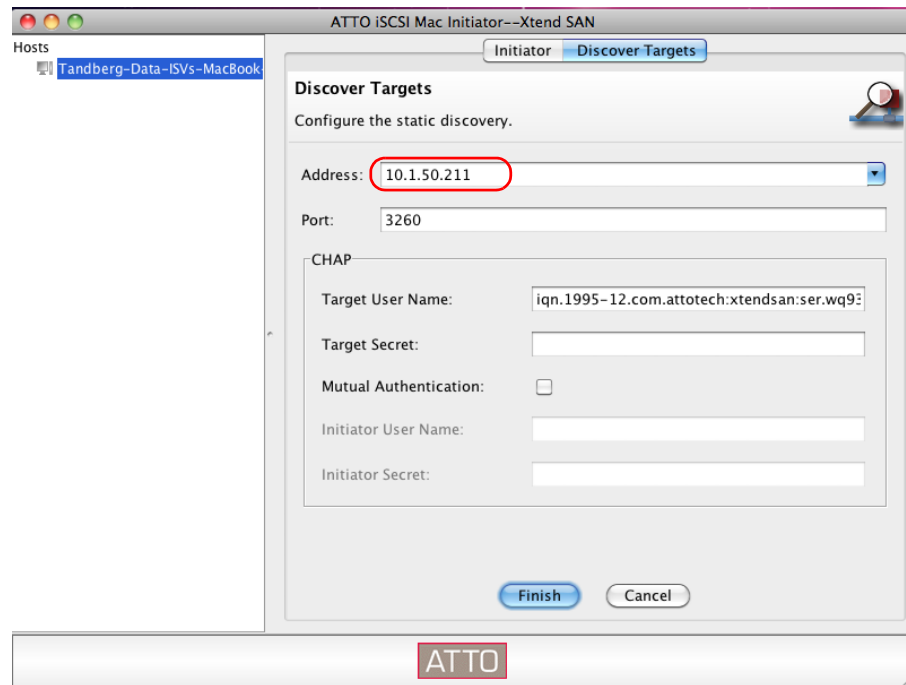 ATTO iSCSI Mac Initiator--Xtend SAN
Hosts
Tandberg-Data-ISVs-MacBook-
Initiator
Discover Targets
Discover Targets
Configure the static discovery.
Address: 10.1.50.211
Port: 3260
CHAP
Target User Name: iqn.1995-12.com.attotech:xtendsan:ser.wq93
Target Secret:
Mutual Authentication:
Initiator User Name:
Initiator Secret:
Finish
Cancel
ATTO